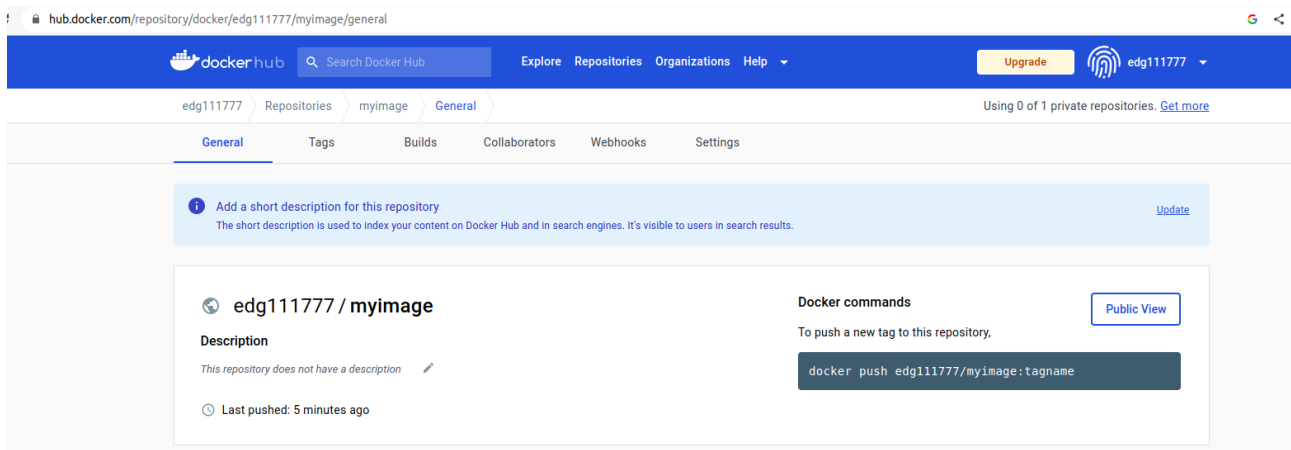 hub.docker.com/repository/docker/edg111777/myimage/general
dockerhub Search Docker Hub Explore Repositories Organizations Help Upgrade edg111777
edg111777 Repositories myimage General Using 0 of 1 private repositories. Get more
General Tags Builds Collaborators Webhooks Settings
Add a short description for this repository Update
The short description is used to index your content on Docker Hub and in search engines. It's visible to users in search results.
edg111777 / myimage
Description
This repository does not have a description
Last pushed: 5 minutes ago
Docker commands
Public View
To push a new tag to this repository,
docker push edg111777/myimage:tagname